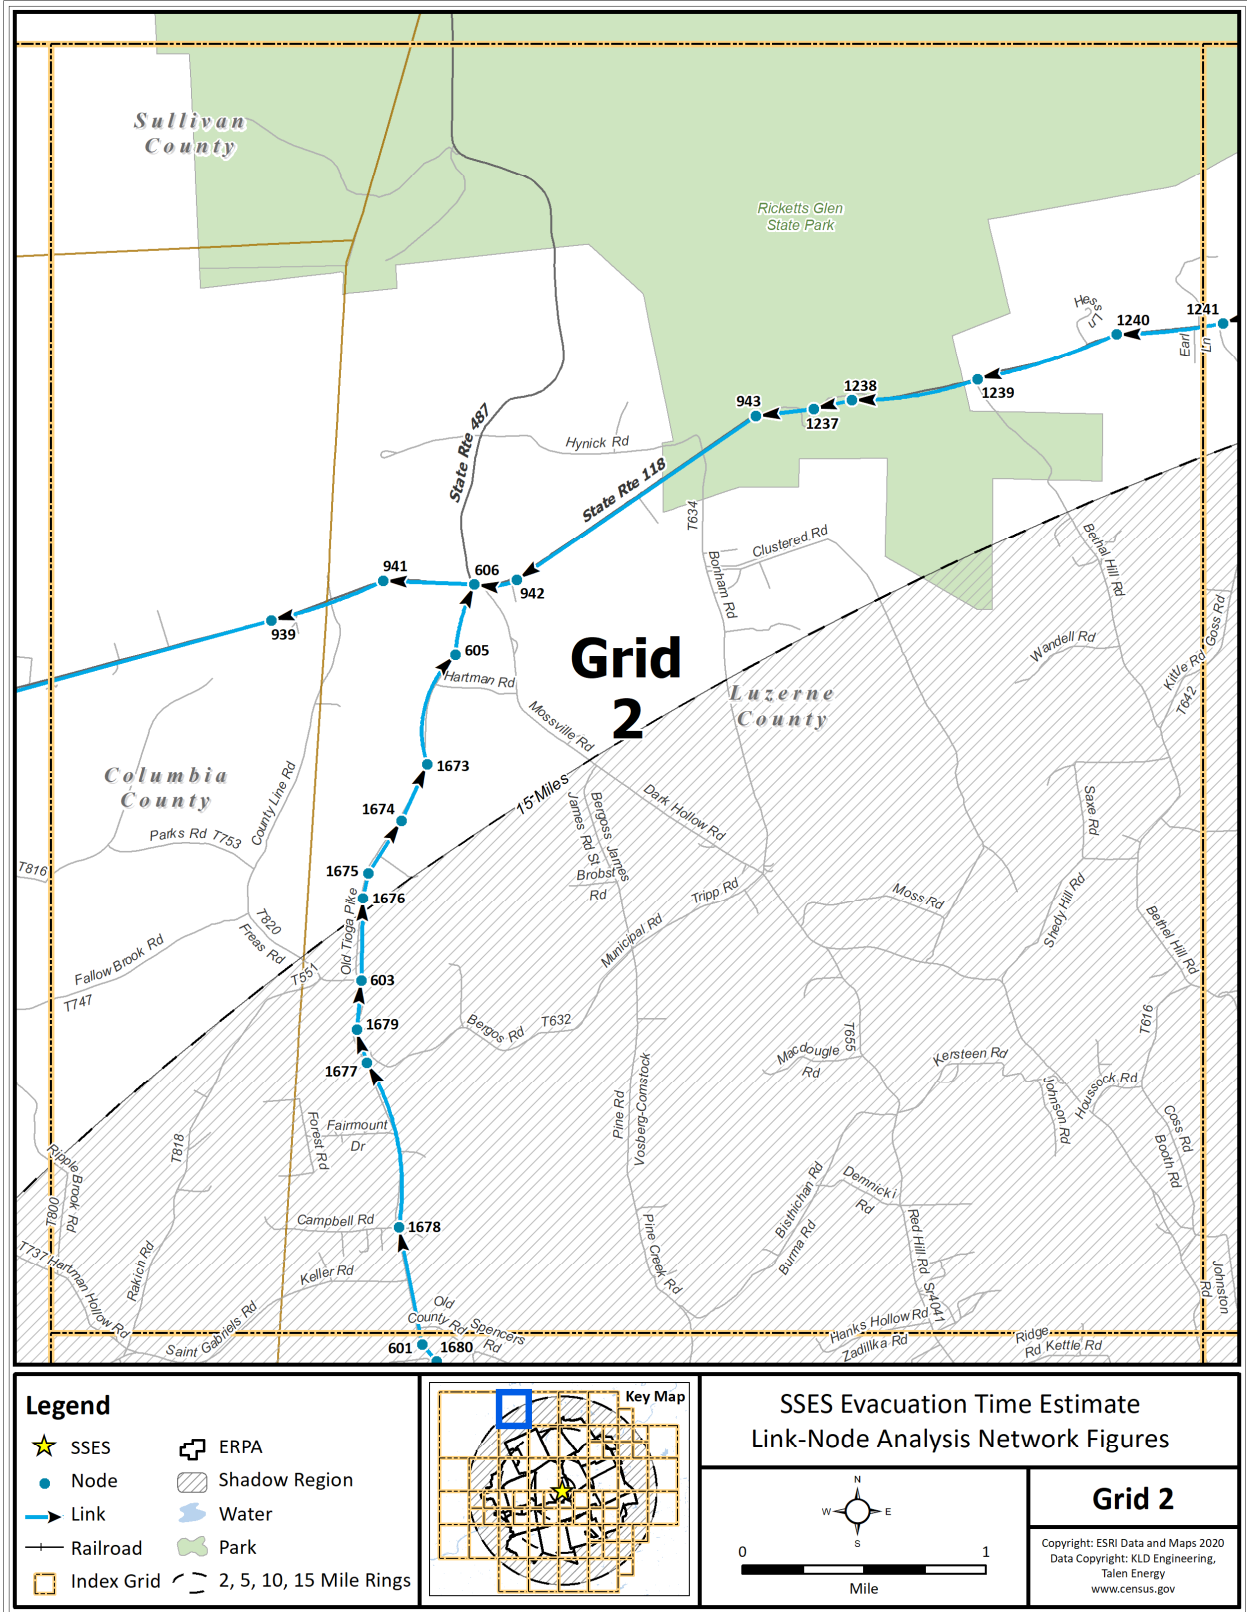 Sullivan
County
Ricketts Glen
State Park
Hess Ln
1241
1240
Earl Ln
1239
1238
1237
943
State Rte 487
Hynick Rd
State Rte 118
T634
Clustered Rd
Bonham Rd
Bethal Hill Rd
941
606
942
939
605
Hartman Rd
Grid
2
Wandell Rd
Goss Rd
Kittle Rd
T642
Luzerne
County
Mossville Rd
1673
Columbia
County
County Line Rd
15 Miles
1674
Parks Rd T753
Dark Hollow Rd
James Rd St
Bergoss James
Saxe Rd
T816
1675
Brobst
Rd
1676
Tripp Rd
Moss Rd
Shedy Hill Rd
Bethel Hill Rd
Old Tioga Pike
T820
Freas Rd
Municipal Rd
Fallow Brook Rd
T551
T747
603
1679
Bergos Rd
T632
T616
T655
1677
Macdougle
Rd
Kersteen Rd
Vosberg-Comstock
Pine Rd
Johnson Rd
Houssock Rd
Coss Rd
Booth Rd
Forest Rd
Fairmount
Dr
T818
Ripple
Brook Rd
T800
Bisthichan Rd
Demnicki
Rd
Campbell Rd
1678
Pine Creek Rd
Burma Rd
Red Hill Rd
T737 Hartman Hollow Rd
Rakich Rd
Keller Rd
Sr4041
Johnston
Rd
Old
County Rd
Spencers
Rd
Saint Gabriels Rd
601
1680
Hanks Hollow Rd
Zadillka Rd
Ridge
Rd
Kettle Rd
Legend
SSES
Node
Link
Railroad
Index Grid
ERPA
Shadow Region
Water
Park
2, 5, 10, 15 Mile Rings
Key Map
SSES Evacuation Time Estimate
Link-Node Analysis Network Figures
N
W
E
S
0
1
Mile
Grid 2
Copyright: ESRI Data and Maps 2020
Data Copyright: KLD Engineering,
Talen Energy
www.census.gov